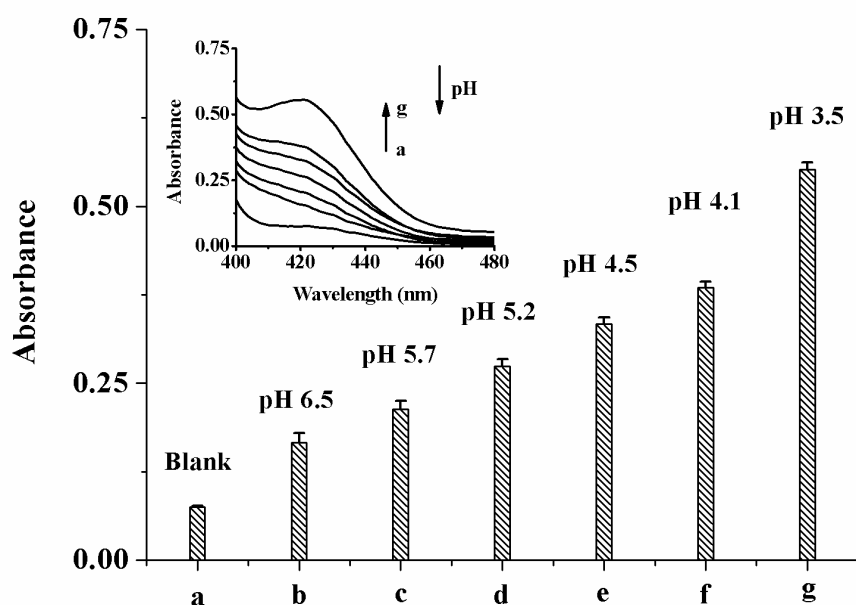 0.75
0.50
0.25
0.00
Absorbance
0.75
0.50
0.25
0.00
Absorbance
400 420 440 460 480
Wavelength (nm)
g
a
pH
Blank
pH 6.5
pH 5.7
pH 5.2
pH 4.5
pH 4.1
pH 3.5
a b c d e f g